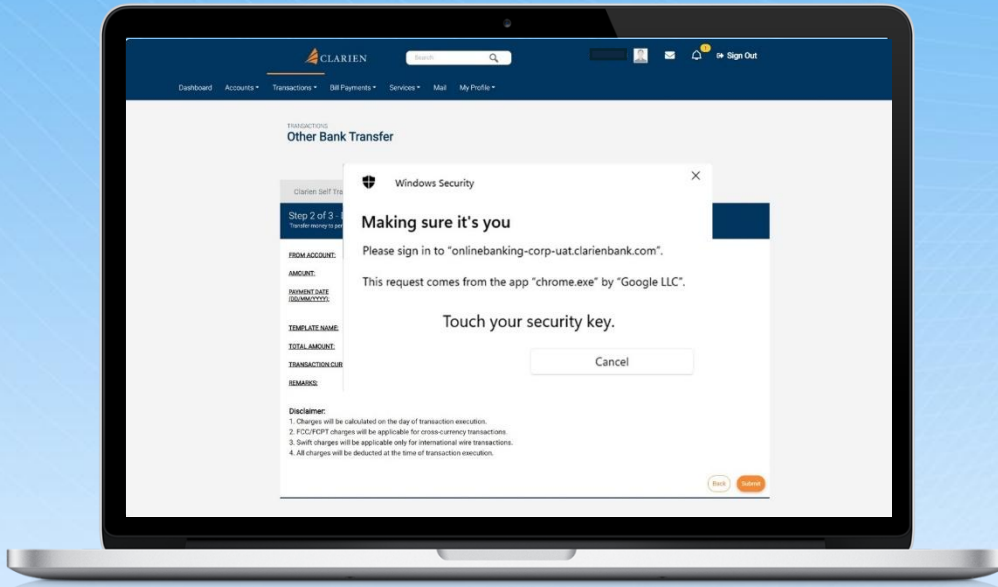 CLARIEN
Search
1
Sign Out
Dashboard Accounts Transactions Bill Payments Services Mail My Profile
TRANSACTIONS
Other Bank Transfer
Clarien Self Tra
Windows Security
Step 2 of 3 -
Transfer money to per
Making sure it's you
Please sign in to "onlinebanking-corp-uat.clarienbank.com".
This request comes from the app "chrome.exe" by "Google LLC".
Touch your security key.
Cancel
FROM ACCOUNT:
AMOUNT:
PAYMENT DATE
(DD/MM/YYYY):
TEMPLATE NAME:
TOTAL AMOUNT:
TRANSACTION CUR
REMARKS:
Disclaimer:
1. Charges will be calculated on the day of transaction execution.
2. FCC/FCPT charges will be applicable for cross-currency transactions.
3. Swift charges will be applicable only for international wire transactions.
4. All charges will be deducted at the time of transaction execution.
Back Submit